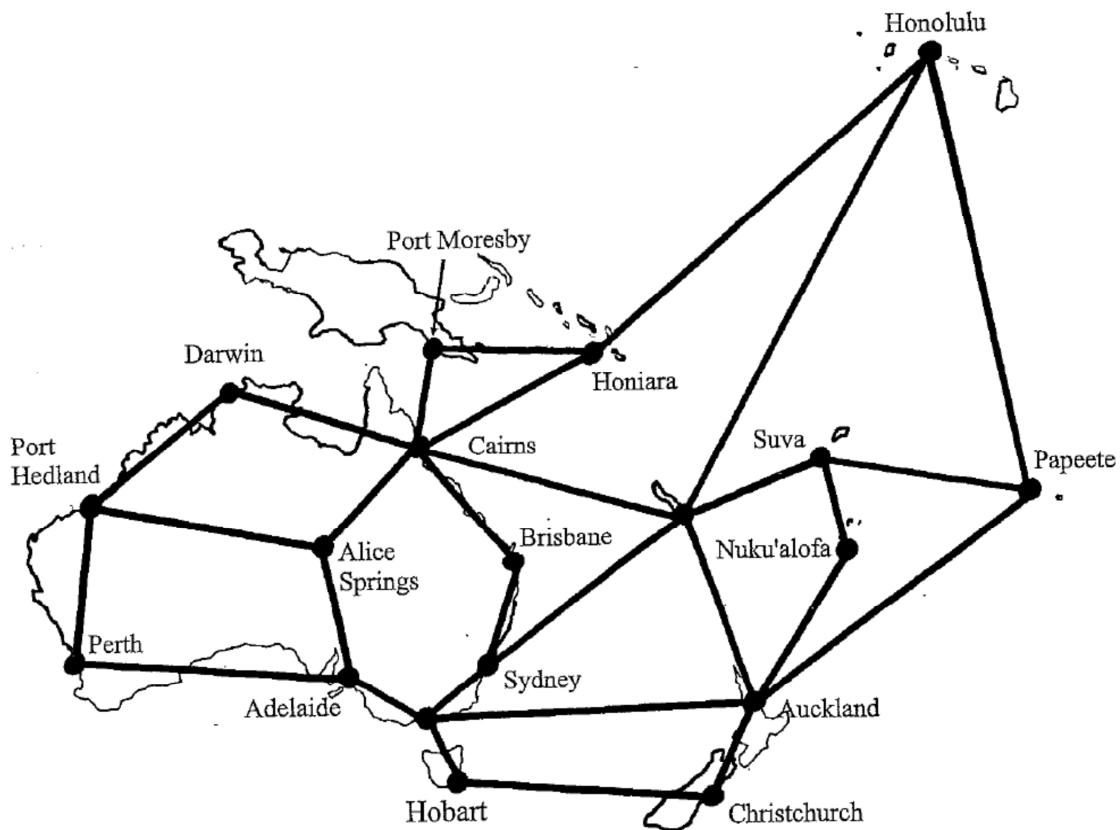 Honolulu
Port Moresby
Darwin
Honiara
Port
Hedland
Cairns
Suva
Papeete
Brisbane
Nuku'alofa
Alice
Springs
Perth
Sydney
Adelaide
Auckland
Hobart
Christchurch